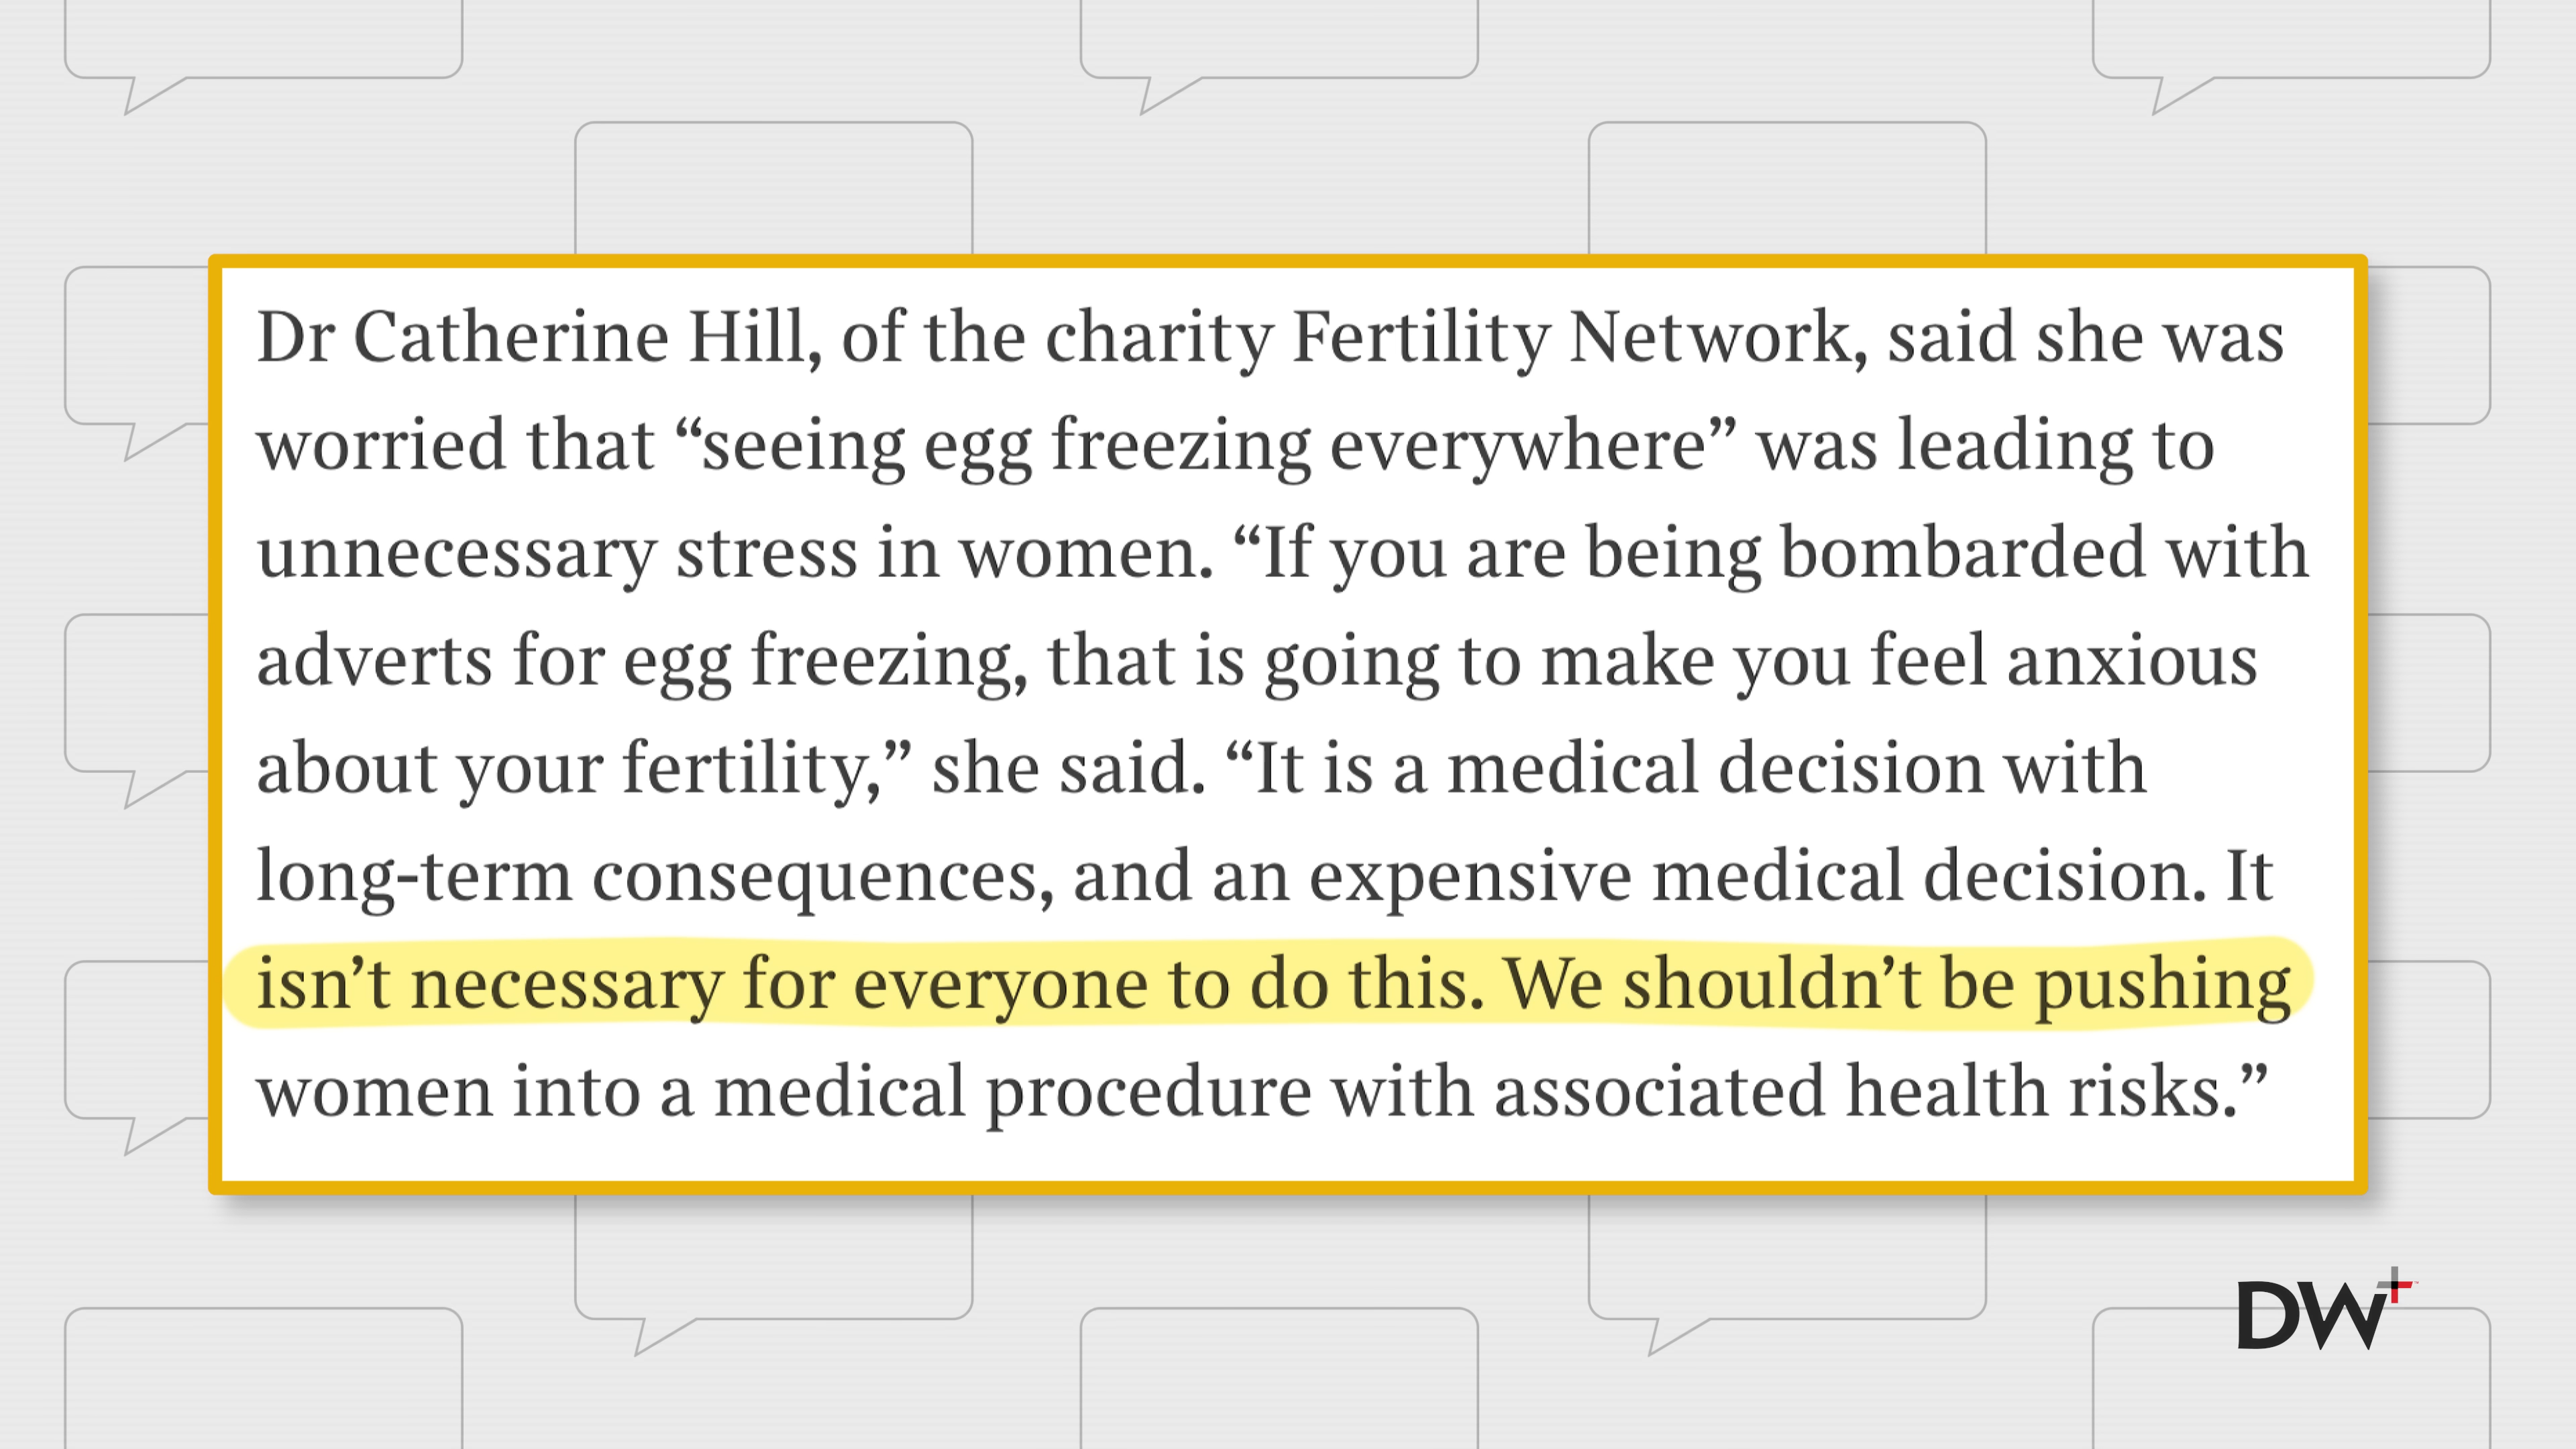 Dr Catherine Hill, of the charity Fertility Network, said she was
worried that “seeing egg freezing everywhere” was leading to
unnecessary stress in women. “If you are being bombarded with
adverts for egg freezing, that is going to make you feel anxious
about your fertility,” she said. “It is a medical decision with
long-term consequences, and an expensive medical decision. It
isn’t necessary for everyone to do this. We shouldn’t be pushing
women into a medical procedure with associated health risks.”
DW+